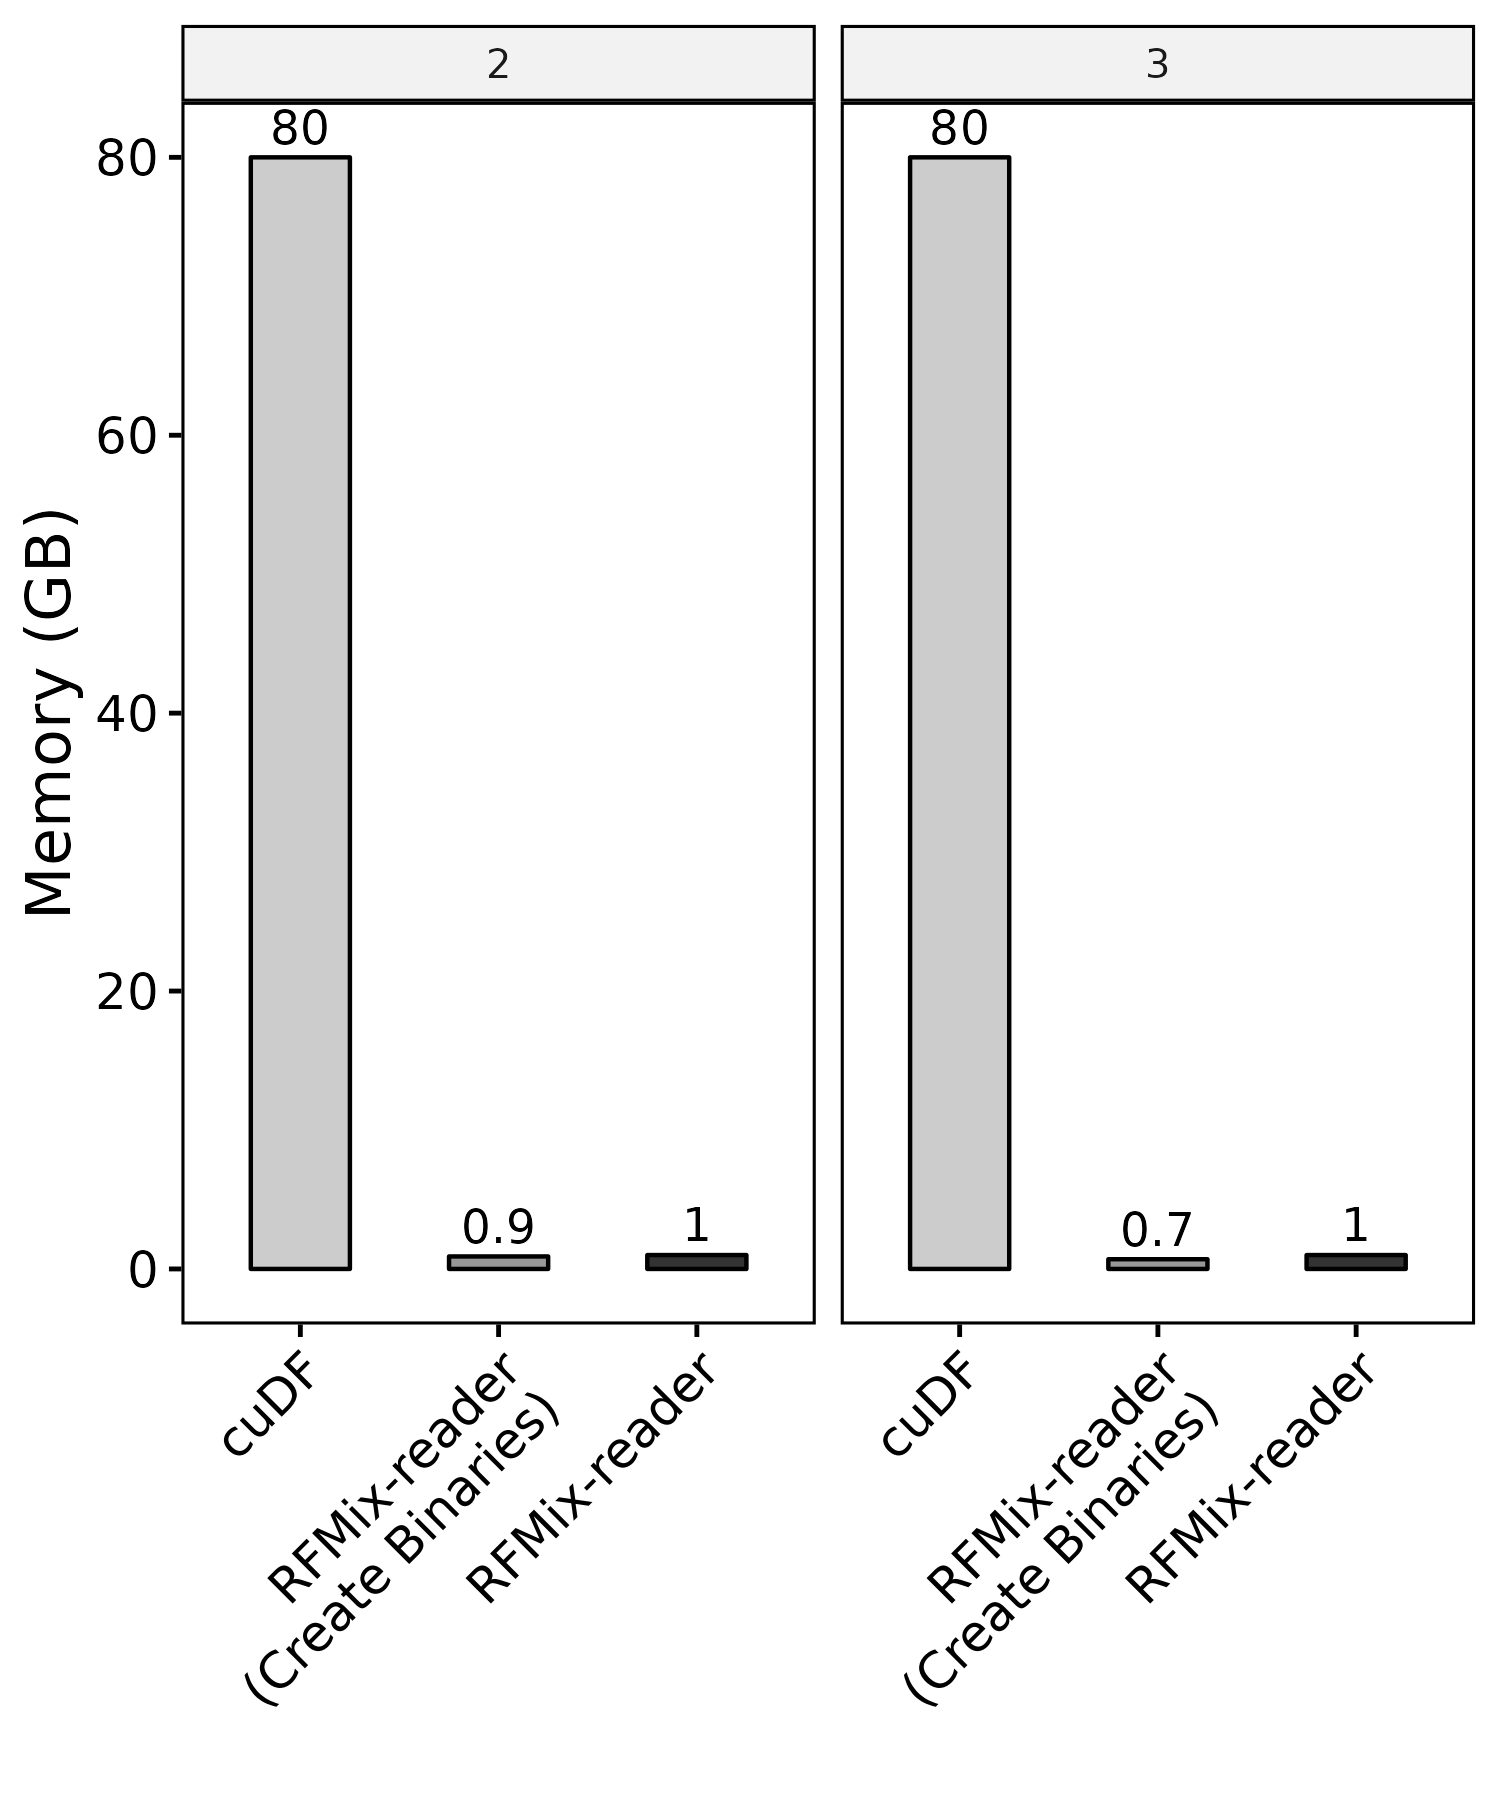 2
3
Memory (GB)
80
60
40
20
0
80
0.9
1
80
0.7
1
cuDF
RFMix-reader
(Create Binaries)
RFMix-reader
cuDF
RFMix-reader
(Create Binaries)
RFMix-reader